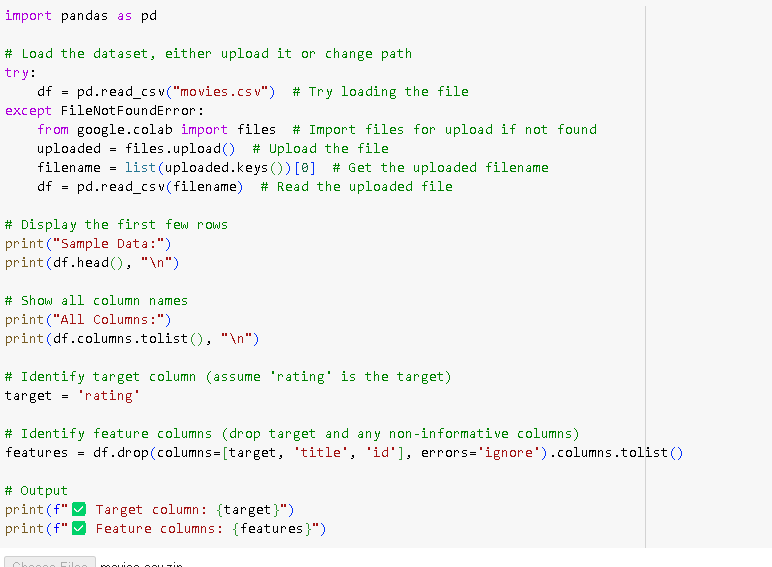 import pandas as pd
# Load the dataset, either upload it or change path
try:
    df = pd.read_csv("movies.csv")  # Try loading the file
except FileNotFoundError:
    from google.colab import files  # Import files for upload if not found
    uploaded = files.upload()  # Upload the file
    filename = list(uploaded.keys())[0]  # Get the uploaded filename
    df = pd.read_csv(filename)  # Read the uploaded file
# Display the first few rows
print("Sample Data:")
print(df.head(), "\n")
# Show all column names
print("All Columns:")
print(df.columns.tolist(), "\n")
# Identify target column (assume 'rating' is the target)
target = 'rating'
# Identify feature columns (drop target and any non-informative columns)
features = df.drop(columns=[target, 'title', 'id'], errors='ignore').columns.tolist()
# Output
print(f"✅ Target column: {target}")
print(f"✅ Feature columns: {features}")
Choose Files movies.csv.zip